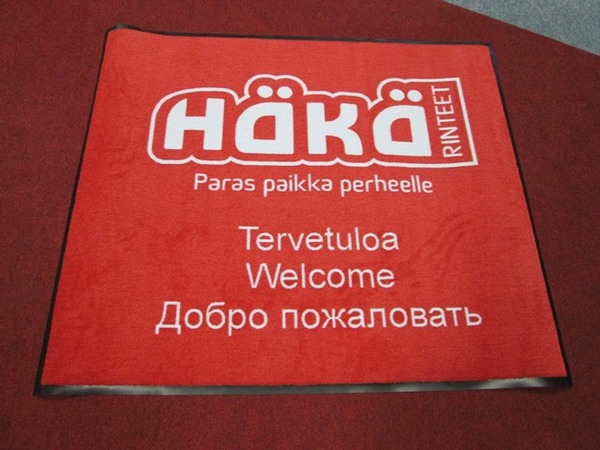 HÄKÄ RINTEET
Paras paikka perheelle
Tervetuloa
Welcome
Добро пожаловать